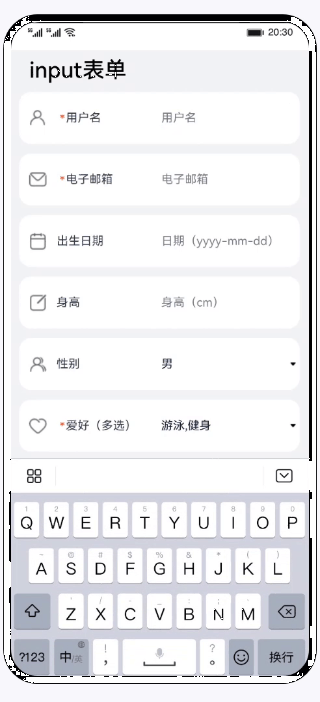 20:30
input表单
*用户名 用户名
*电子邮箱 电子邮箱
出生日期 日期（yyyy-mm-dd）
身高 身高（cm）
性别 男
*爱好（多选） 游泳,健身
1 2 3 4 5 6 7 8 9 0
Q W E R T Y U I O P
~ @ # $ % & * ( )
A S D F G H J K L
Z X C V B N M
! ?
?123 中/英 , 。 换行